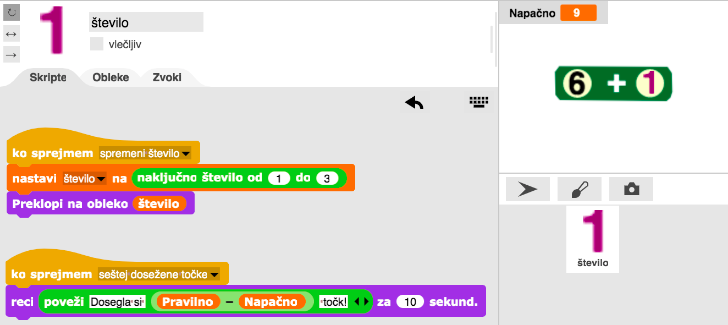 število
vlečljiv
Skripte Obleke Zvoki
ko sprejmem spremeni število
nastavi število na naključno število od 1 do 3
Preklopi na obleko število
ko sprejmem seštej dosežene točke
reci poveži Dosegla si Pravilno − Napačno točk! za 10 sekund.
Napačno 9
6 + 1
1
število